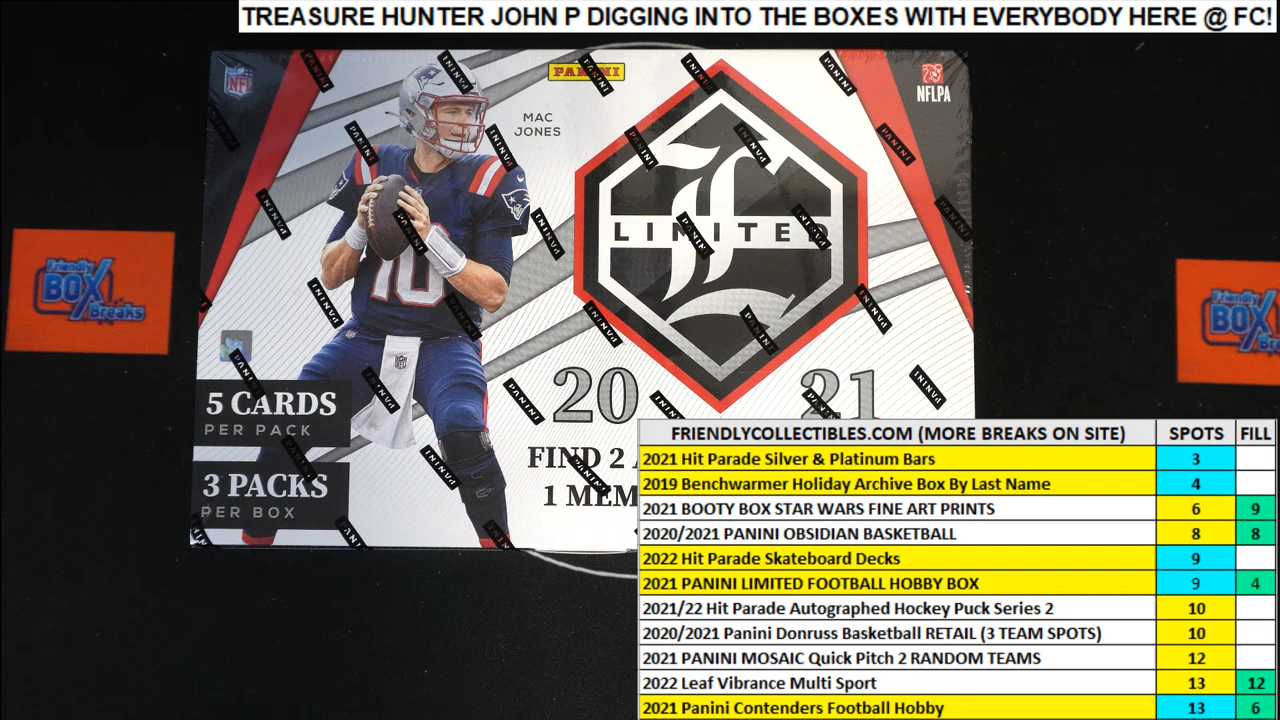 TREASURE HUNTER JOHN P DIGGING INTO THE BOXES WITH EVERYBODY HERE @ FC!
NFL
PANINI
NFLPA
MAC
JONES
L
LIMITED
Friendly
BOX
Breaks
Friendly
BOX
10
20 21
5 CARDS
PER PACK
3 PACKS
PER BOX
FIND 2
1 MEM
FRIENDLYCOLLECTIBLES.COM (MORE BREAKS ON SITE) SPOTS FILL
2021 Hit Parade Silver & Platinum Bars 3
2019 Benchwarmer Holiday Archive Box By Last Name 4
2021 BOOTY BOX STAR WARS FINE ART PRINTS 6 9
2020/2021 PANINI OBSIDIAN BASKETBALL 8 8
2022 Hit Parade Skateboard Decks 9
2021 PANINI LIMITED FOOTBALL HOBBY BOX 9 4
2021/22 Hit Parade Autographed Hockey Puck Series 2 10
2020/2021 Panini Donruss Basketball RETAIL (3 TEAM SPOTS) 10
2021 PANINI MOSAIC Quick Pitch 2 RANDOM TEAMS 12
2022 Leaf Vibrance Multi Sport 13 12
2021 Panini Contenders Football Hobby 13 6